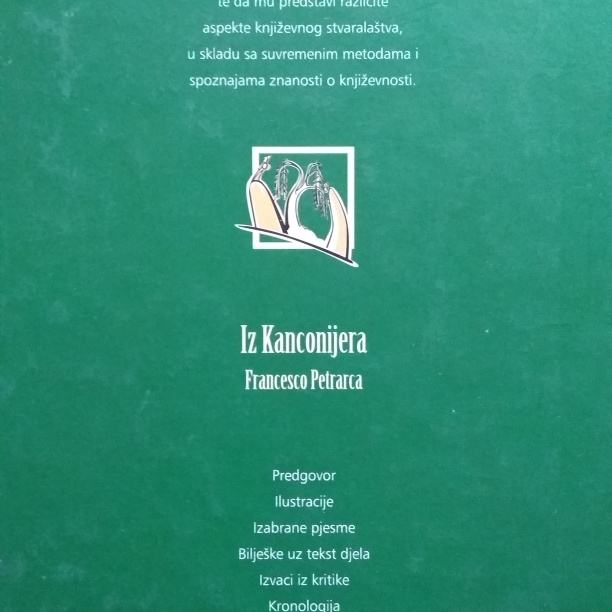 te da mu predstavi različite
aspekte književnog stvaralaštva,
u skladu sa suvremenim metodama i
spoznajama znanosti o književnosti.
Iz Kanconijera
Francesco Petrarca
Predgovor
Ilustracije
Izabrane pjesme
Bilješke uz tekst djela
Izvaci iz kritike
Kronologija